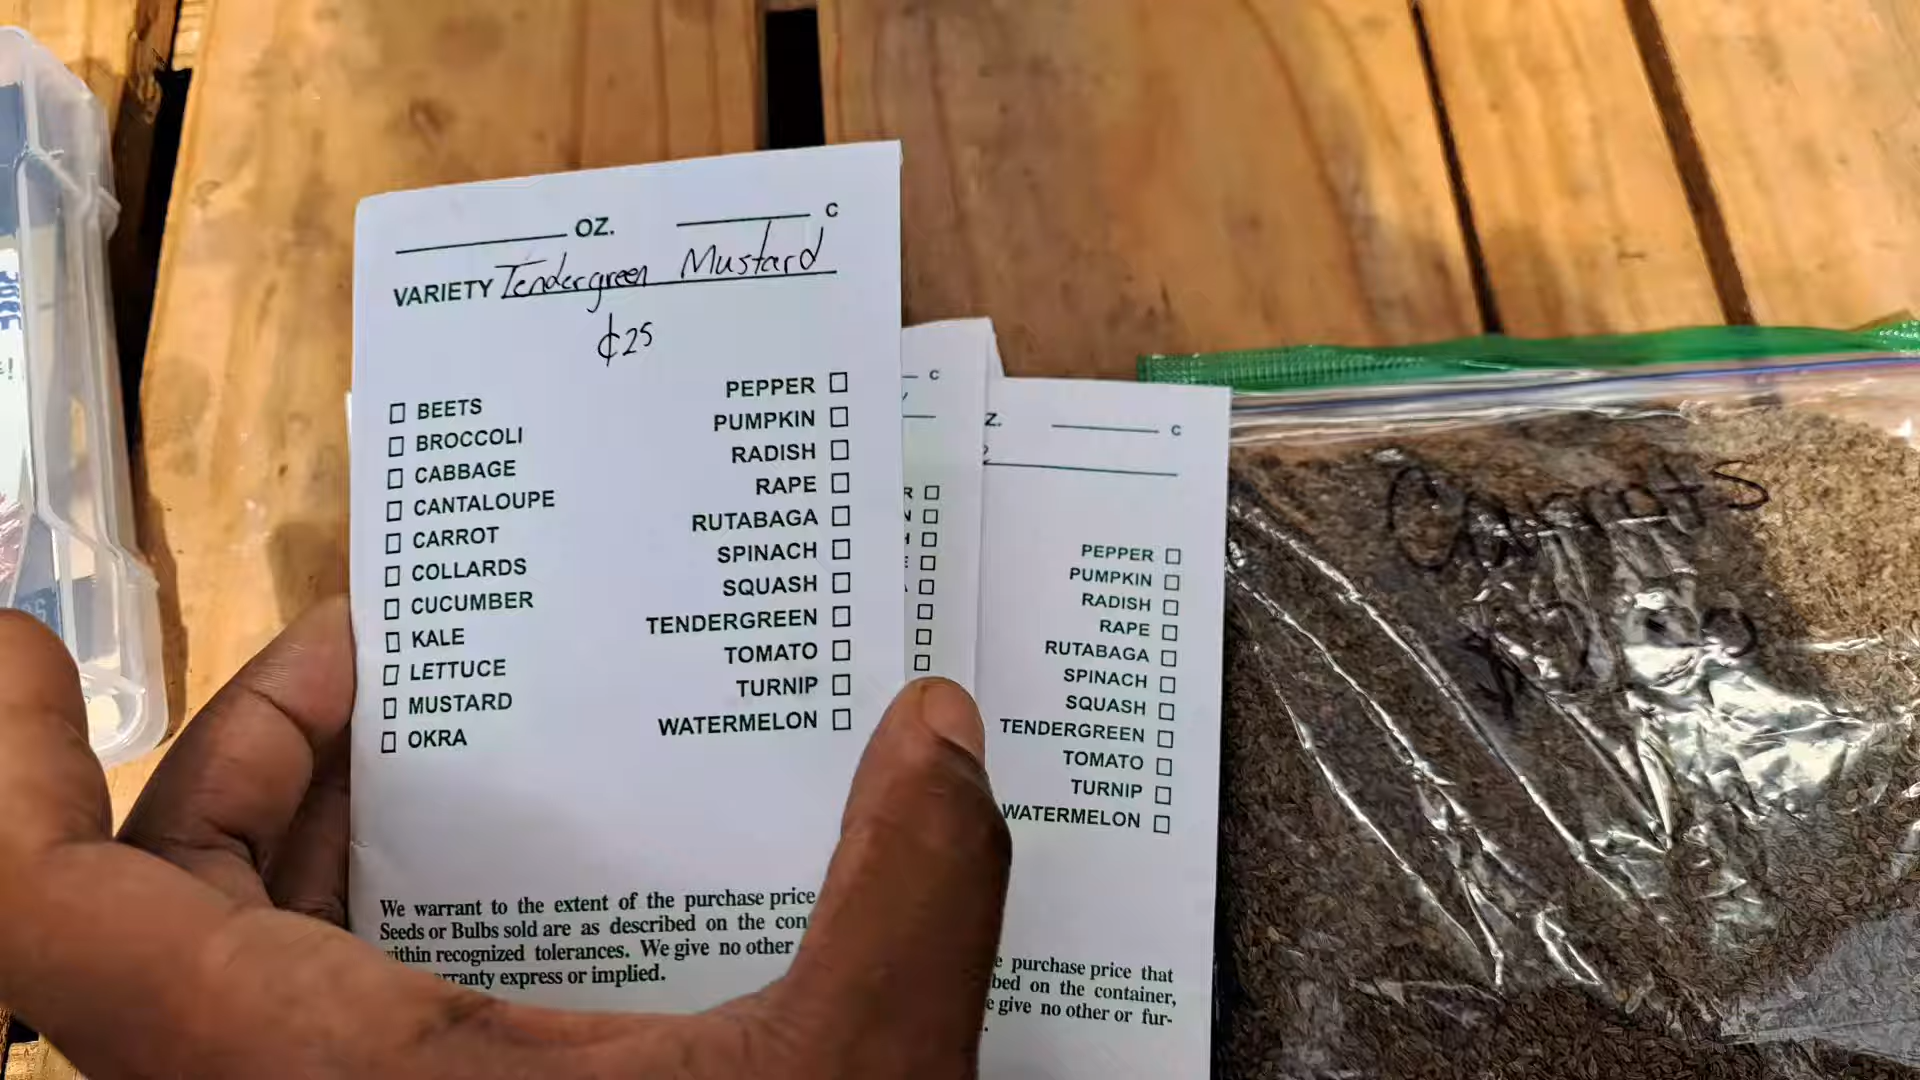 OZ. C
VARIETY Tendergreen Mustard
¢25
BEETS
BROCCOLI
CABBAGE
CANTALOUPE
CARROT
COLLARDS
CUCUMBER
KALE
LETTUCE
MUSTARD
OKRA
PEPPER
PUMPKIN
RADISH
RAPE
RUTABAGA
SPINACH
SQUASH
TENDERGREEN
TOMATO
TURNIP
WATERMELON
We warrant to the extent of the purchase price
Seeds or Bulbs sold are as described on the con
within recognized tolerances. We give no other
rranty express or implied.
C
Z. C
PEPPER
PUMPKIN
RADISH
RAPE
RUTABAGA
SPINACH
SQUASH
TENDERGREEN
TOMATO
TURNIP
WATERMELON
e purchase price that
bed on the container,
e give no other or fur-
Carrots